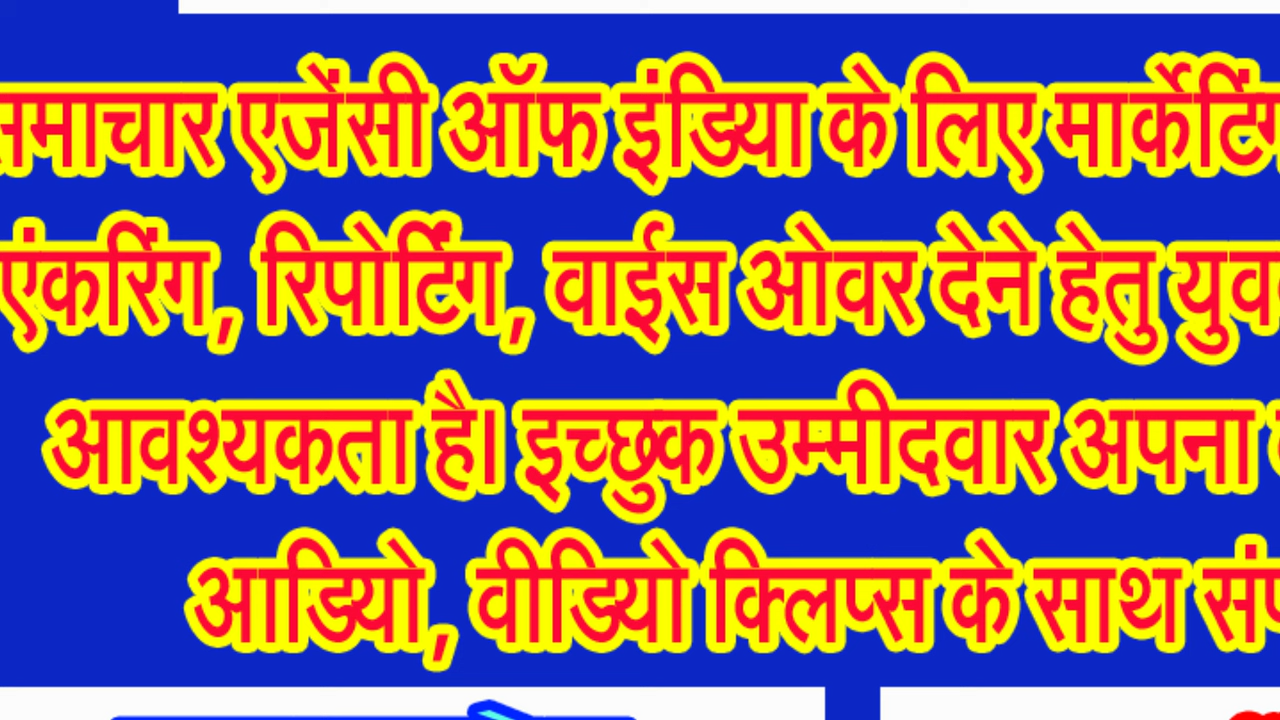 समाचार एजेंसी ऑफ इंडिया के लिए मार्केटिंग
एंकरिंग, रिपोर्टिंग, वाईस ओवर देने हेतु
आवश्यकता है। इच्छुक उम्मीदवार अपना
आडियो, वीडियो क्लिप्स के साथ